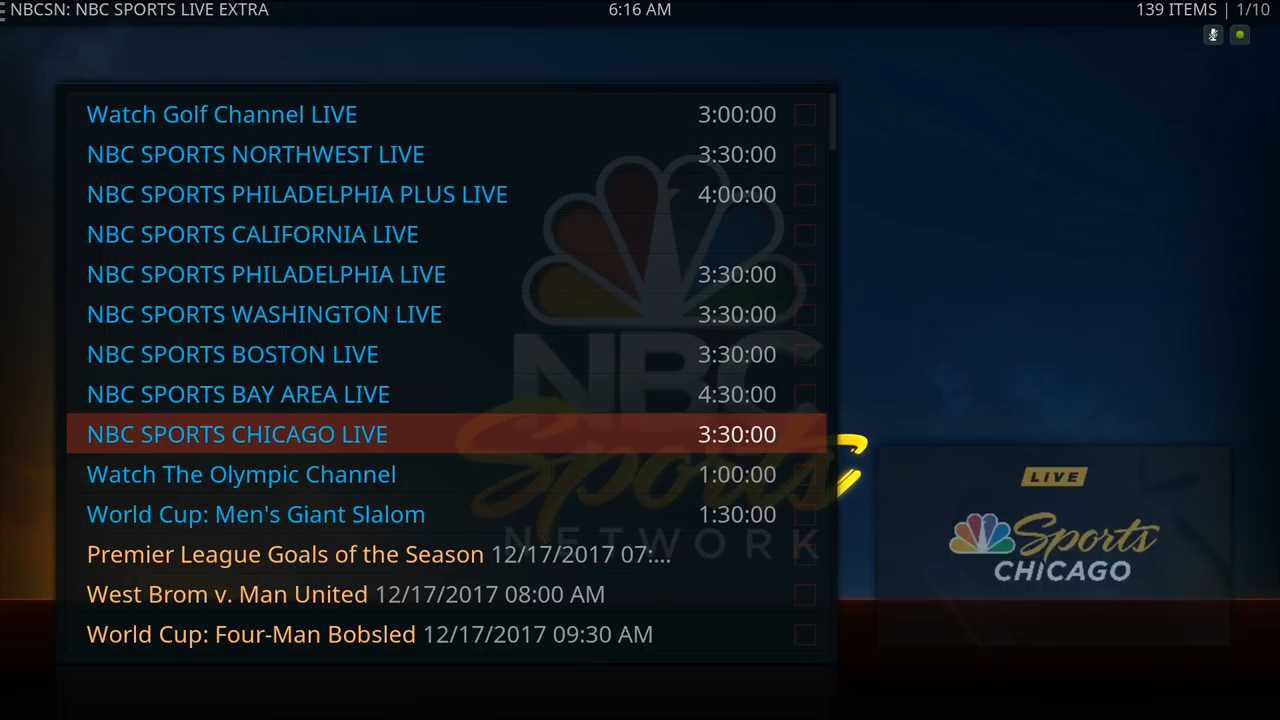 NBCSN: NBC SPORTS LIVE EXTRA 6:16 AM 139 ITEMS | 1/10
Watch Golf Channel LIVE 3:00:00
NBC SPORTS NORTHWEST LIVE 3:30:00
NBC SPORTS PHILADELPHIA PLUS LIVE 4:00:00
NBC SPORTS CALIFORNIA LIVE
NBC SPORTS PHILADELPHIA LIVE 3:30:00
NBC SPORTS WASHINGTON LIVE 3:30:00
NBC SPORTS BOSTON LIVE 3:30:00
NBC SPORTS BAY AREA LIVE 4:30:00
NBC SPORTS CHICAGO LIVE 3:30:00
Watch The Olympic Channel 1:00:00
World Cup: Men's Giant Slalom 1:30:00
Premier League Goals of the Season 12/17/2017 07:...
West Brom v. Man United 12/17/2017 08:00 AM
World Cup: Four-Man Bobsled 12/17/2017 09:30 AM
NBC
Sports
NETWORK
LIVE
Sports
CHICAGO